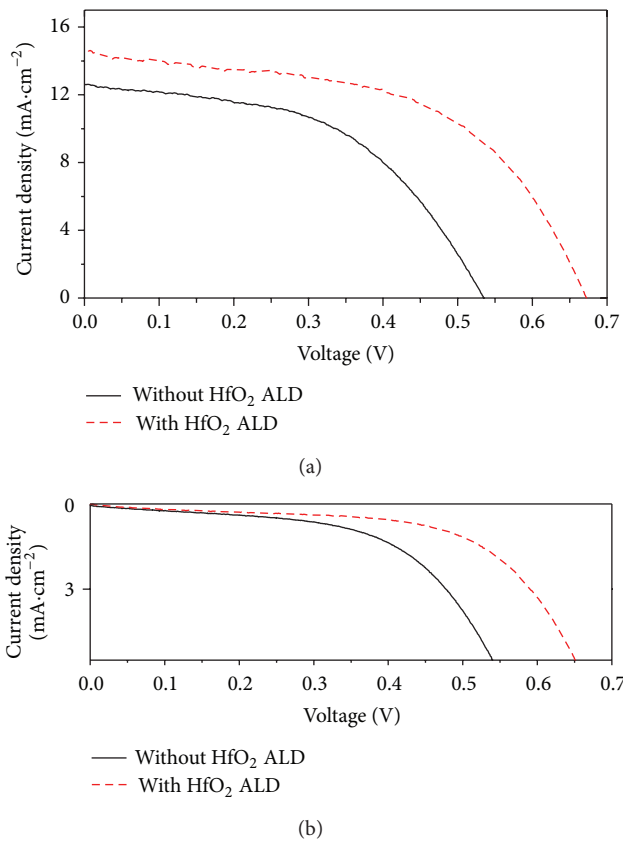 16
12
8
4
0
Current density (mA·cm⁻²)
0.0 0.1 0.2 0.3 0.4 0.5 0.6 0.7
Voltage (V)
Without HfO₂ ALD
With HfO₂ ALD
(a)
0
3
Current density
(mA·cm⁻²)
0.0 0.1 0.2 0.3 0.4 0.5 0.6 0.7
Voltage (V)
Without HfO₂ ALD
With HfO₂ ALD
(b)